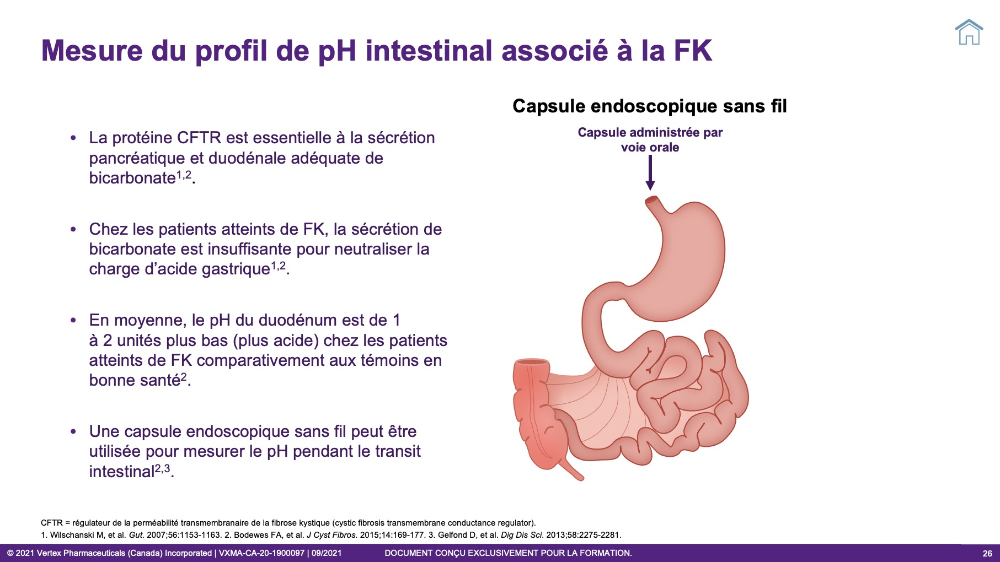 Mesure du profil de pH intestinal associé à la FK
• La protéine CFTR est essentielle à la sécrétion
pancréatique et duodénale adéquate de
bicarbonate1,2.
• Chez les patients atteints de FK, la sécrétion de
bicarbonate est insuffisante pour neutraliser la
charge d’acide gastrique1,2.
• En moyenne, le pH du duodénum est de 1
à 2 unités plus bas (plus acide) chez les patients
atteints de FK comparativement aux témoins en
bonne santé2.
• Une capsule endoscopique sans fil peut être
utilisée pour mesurer le pH pendant le transit
intestinal2,3.
Capsule endoscopique sans fil
Capsule administrée par
voie orale
CFTR = régulateur de la perméabilité transmembranaire de la fibrose kystique (cystic fibrosis transmembrane conductance regulator).
1. Wilschanski M, et al. Gut. 2007;56:1153-1163. 2. Bodewes FA, et al. J Cyst Fibros. 2015;14:169-177. 3. Gelfond D, et al. Dig Dis Sci. 2013;58:2275-2281.
© 2021 Vertex Pharmaceuticals (Canada) Incorporated | VXMA-CA-20-1900097 | 09/2021
DOCUMENT CONÇU EXCLUSIVEMENT POUR LA FORMATION.
26